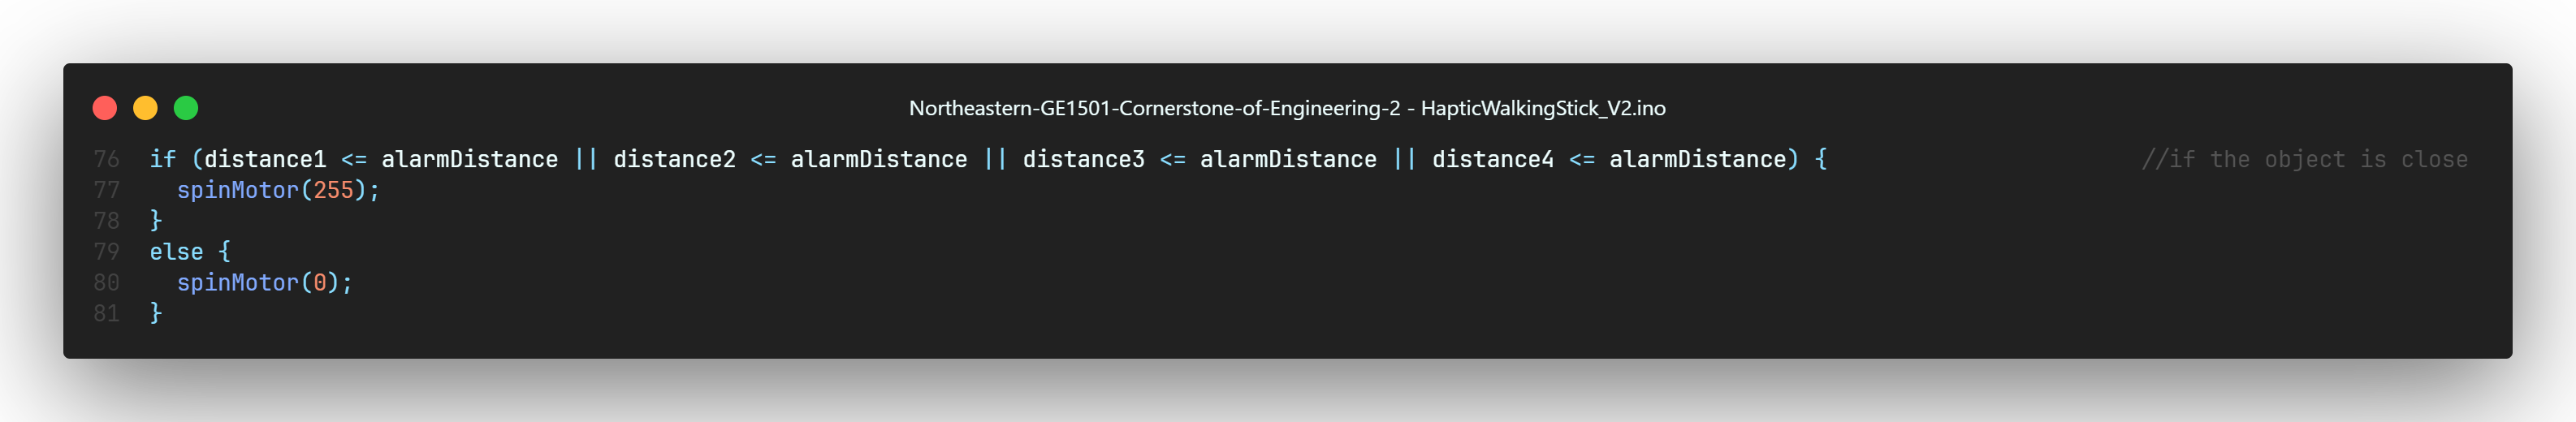 Northeastern-GE1501-Cornerstone-of-Engineering-2 - HapticWalkingStick_V2.ino
76 if (distance1 <= alarmDistance || distance2 <= alarmDistance || distance3 <= alarmDistance || distance4 <= alarmDistance) { //if the object is close
77 spinMotor(255);
78 }
79 else {
80 spinMotor(0);
81 }